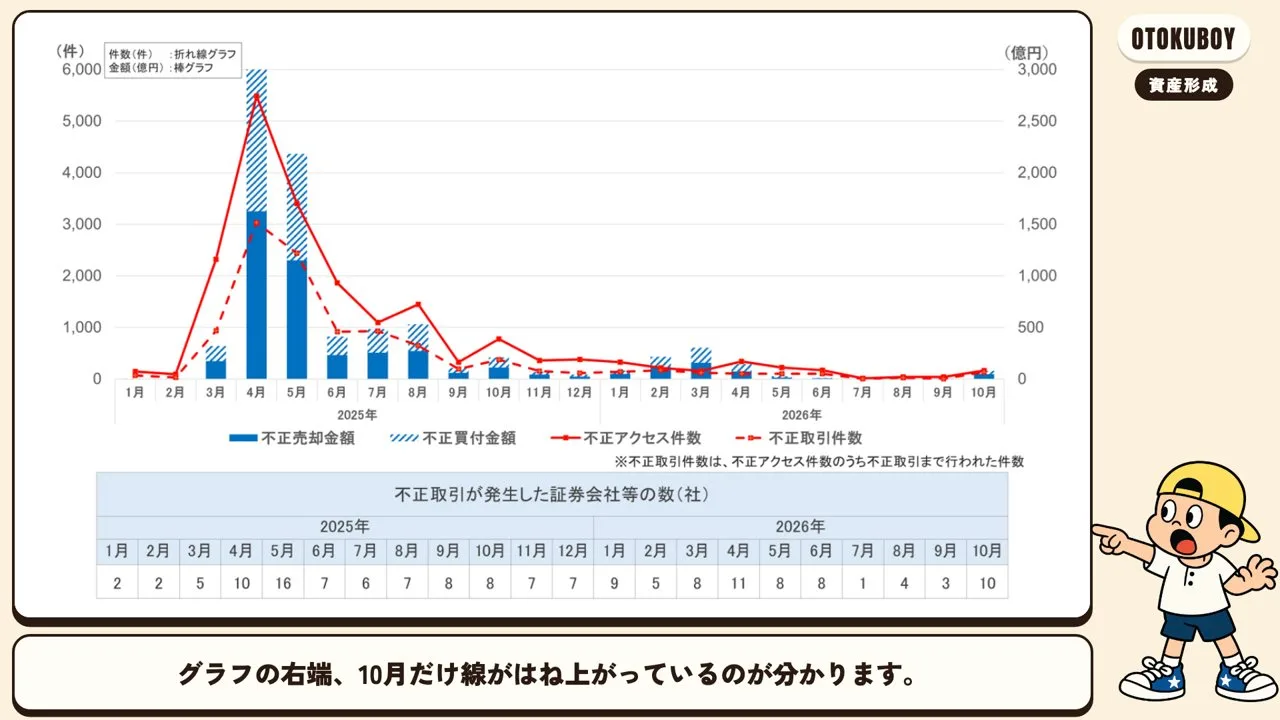 OTOKUBOY
資産形成
(件)
件数(件) :折れ線グラフ
金額(億円):棒グラフ
(億円)
6,000
5,000
4,000
3,000
2,000
1,000
0
3,000
2,500
2,000
1,500
1,000
500
0
1月 2月 3月 4月 5月 6月 7月 8月 9月 10月 11月 12月 1月 2月 3月 4月 5月 6月 7月 8月 9月 10月
2025年 2026年
不正売却金額 不正買付金額 不正アクセス件数 不正取引件数
※不正取引件数は、不正アクセス件数のうち不正取引まで行われた件数
不正取引が発生した証券会社等の数(社)
2025年 2026年
1月 2月 3月 4月 5月 6月 7月 8月 9月 10月 11月 12月 1月 2月 3月 4月 5月 6月 7月 8月 9月 10月
2 2 5 10 16 7 6 7 8 8 7 7 9 5 8 11 8 8 1 4 3 10
グラフの右端、10月だけ線がはね上がっているのが分かります。